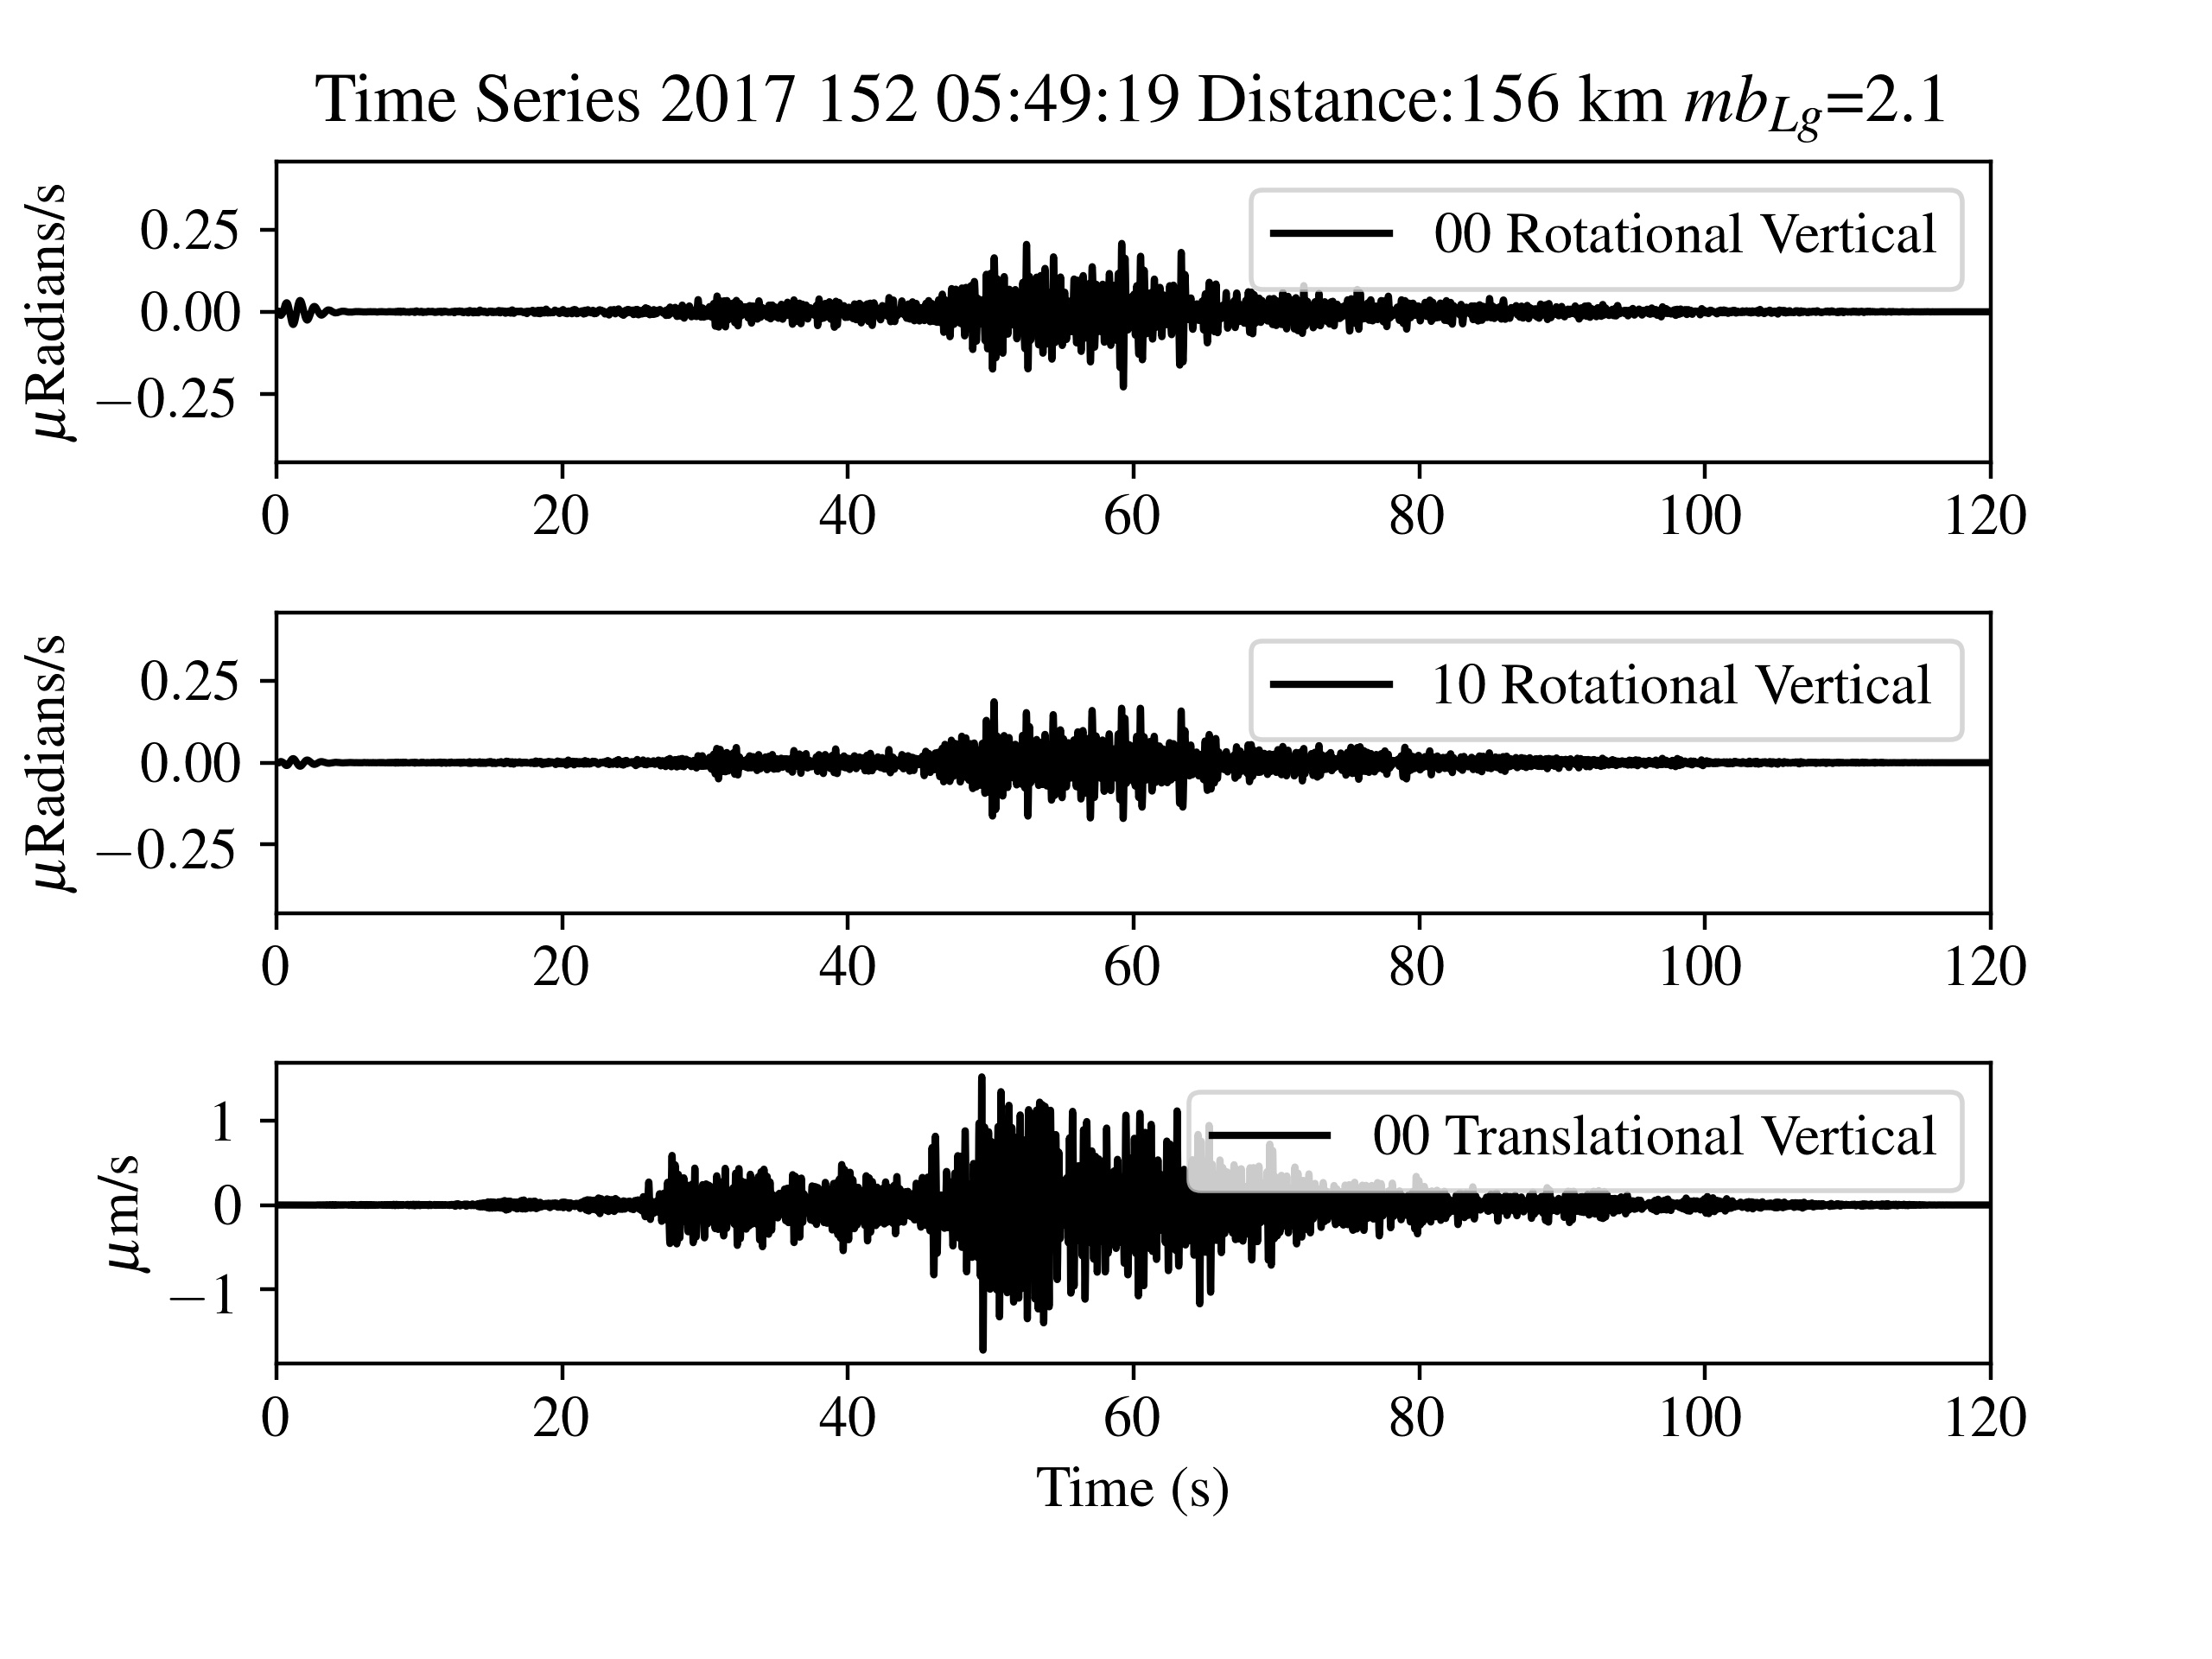 Time Series 2017 152 05:49:19 Distance:156 km mb_Lg=2.1
μRadians/s
0.25
0.00
−0.25
00 Rotational Vertical
0 20 40 60 80 100 120
μRadians/s
0.25
0.00
−0.25
10 Rotational Vertical
0 20 40 60 80 100 120
μm/s
1
0
−1
00 Translational Vertical
0 20 40 60 80 100 120
Time (s)